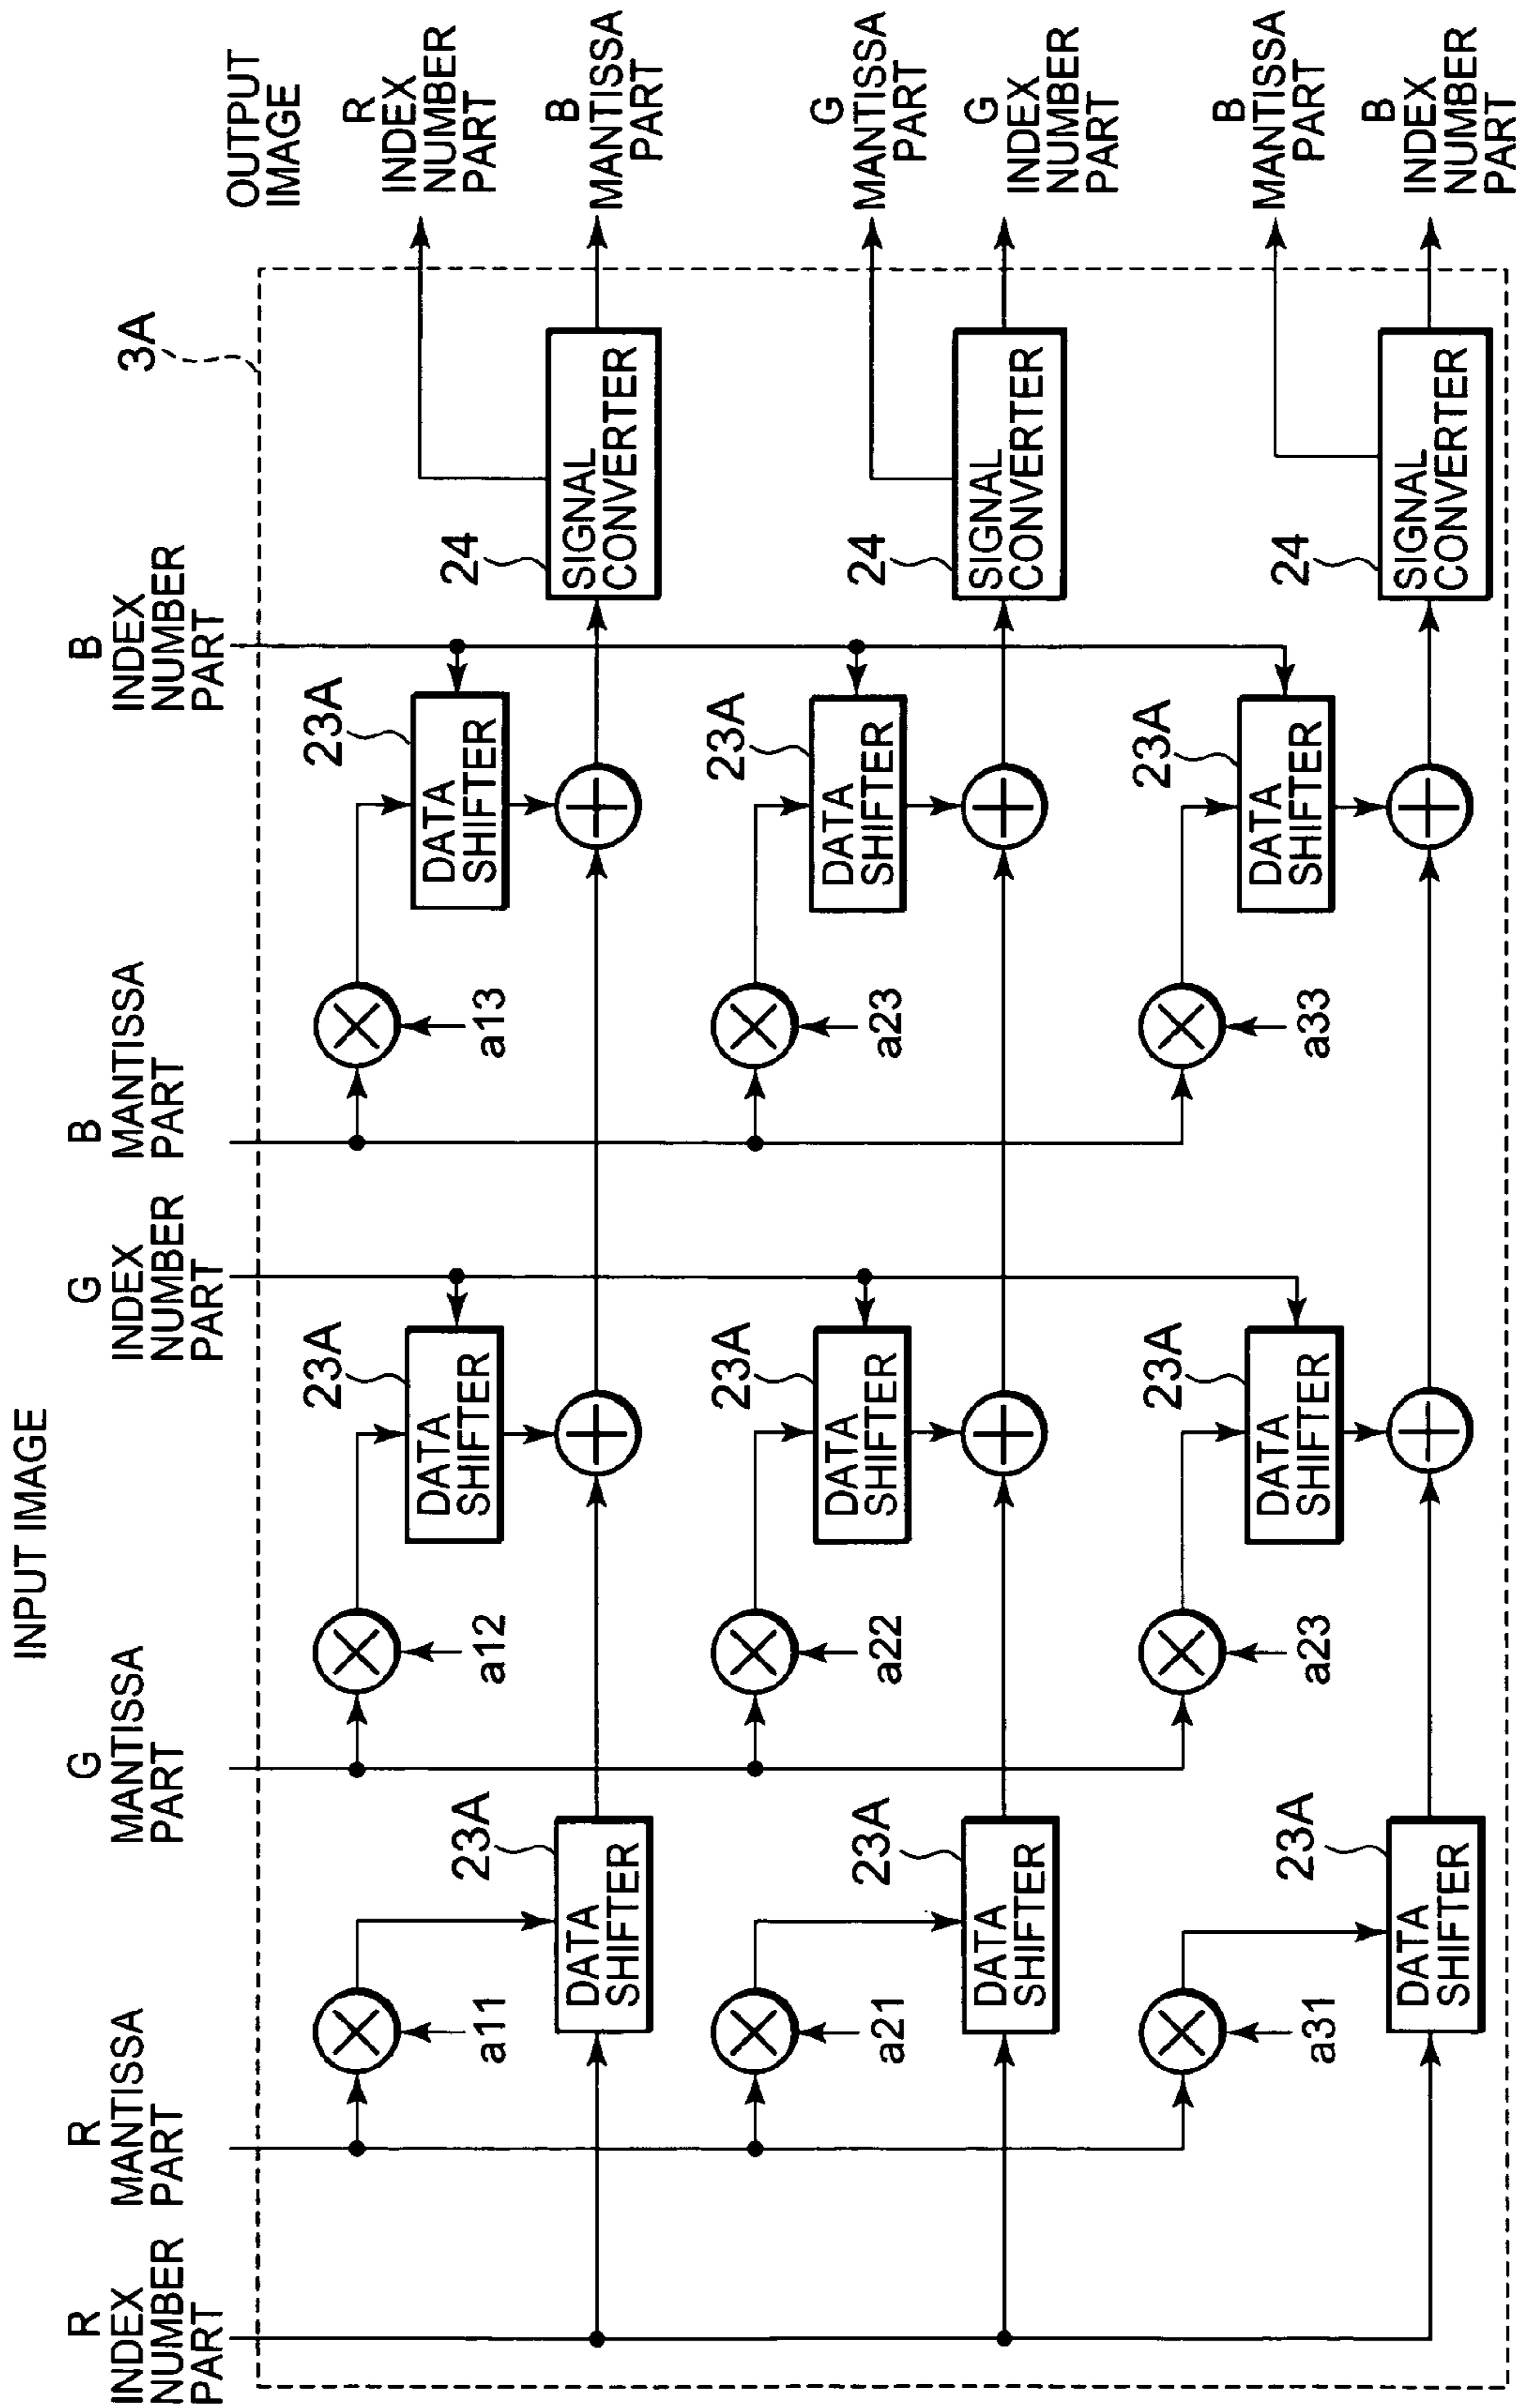 INPUT IMAGE
R
INDEX
NUMBER
PART
R
MANTISSA
PART
G
MANTISSA
PART
G
INDEX
NUMBER
PART
B
MANTISSA
PART
B
INDEX
NUMBER
PART
3A
OUTPUT
IMAGE
a11
23A
DATA
SHIFTER
a12
23A
DATA
SHIFTER
a13
23A
DATA
SHIFTER
24
SIGNAL
CONVERTER
R
INDEX
NUMBER
PART
B
MANTISSA
PART
a21
23A
DATA
SHIFTER
a22
23A
DATA
SHIFTER
a23
23A
DATA
SHIFTER
24
SIGNAL
CONVERTER
G
MANTISSA
PART
G
INDEX
NUMBER
PART
a31
23A
DATA
SHIFTER
a23
23A
DATA
SHIFTER
a33
23A
DATA
SHIFTER
24
SIGNAL
CONVERTER
B
MANTISSA
PART
B
INDEX
NUMBER
PART